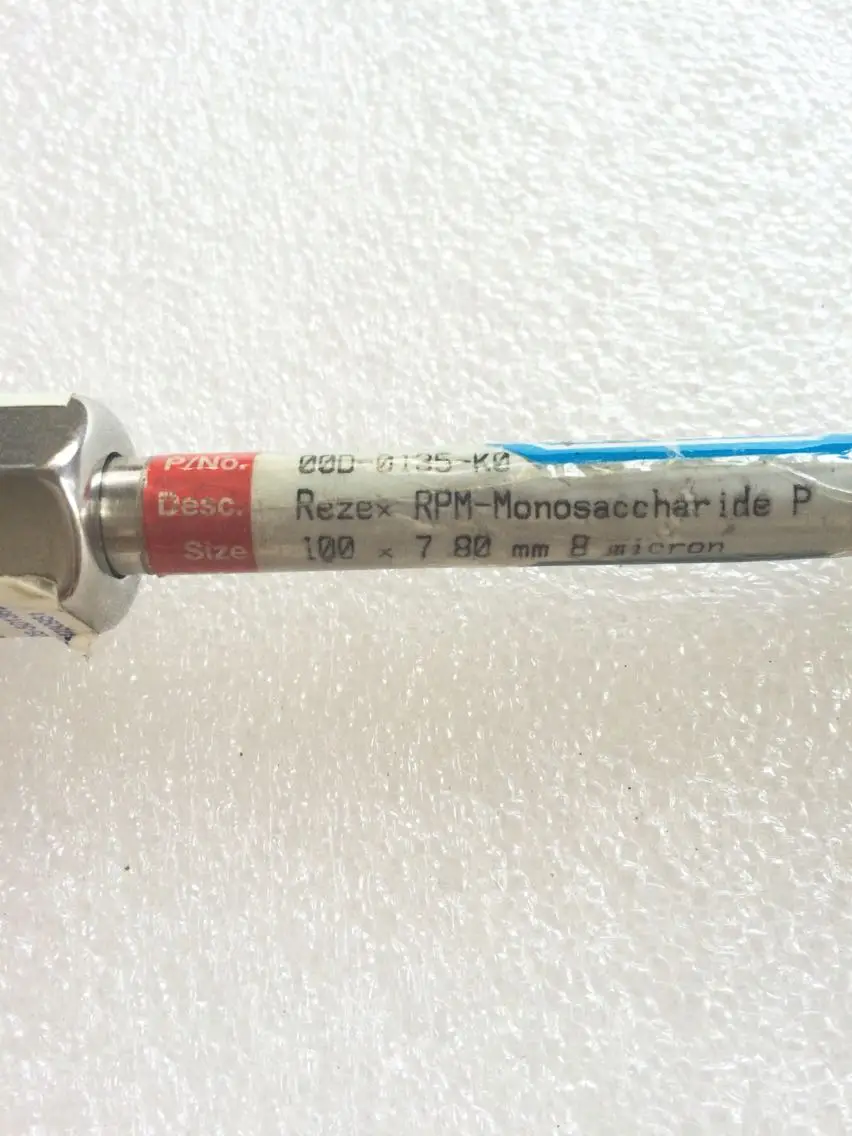 P/No. 00D-0135-K0
Desc. Rezex RPM-Monosaccharide P
Size 100 x 7 80 mm 8 micron